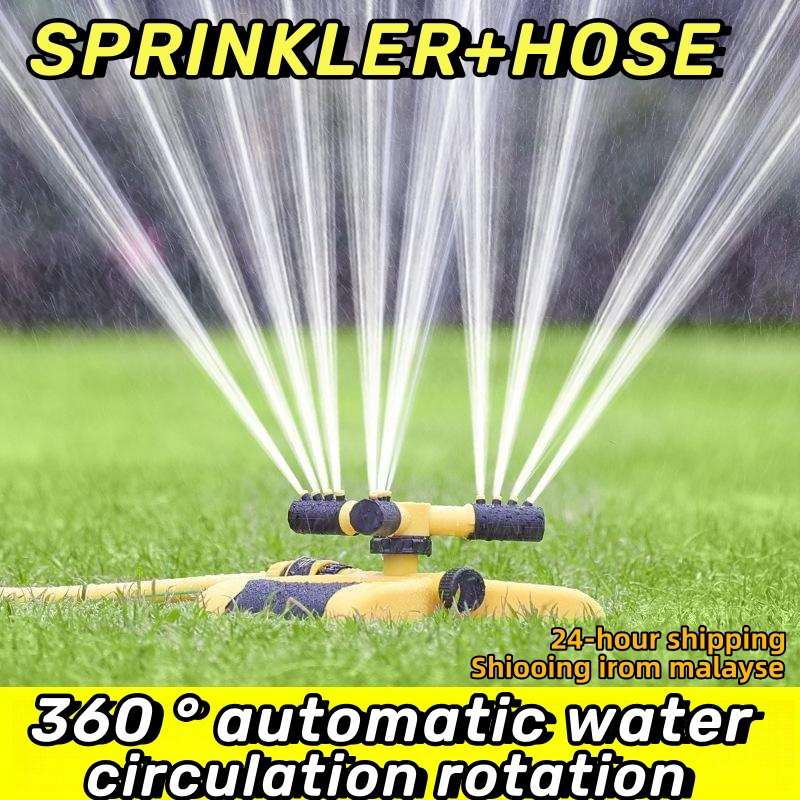 SPRINKLER+HOSE
24-hour shipping
Shiooing irom malayse
360 ° automatic water
circulation rotation